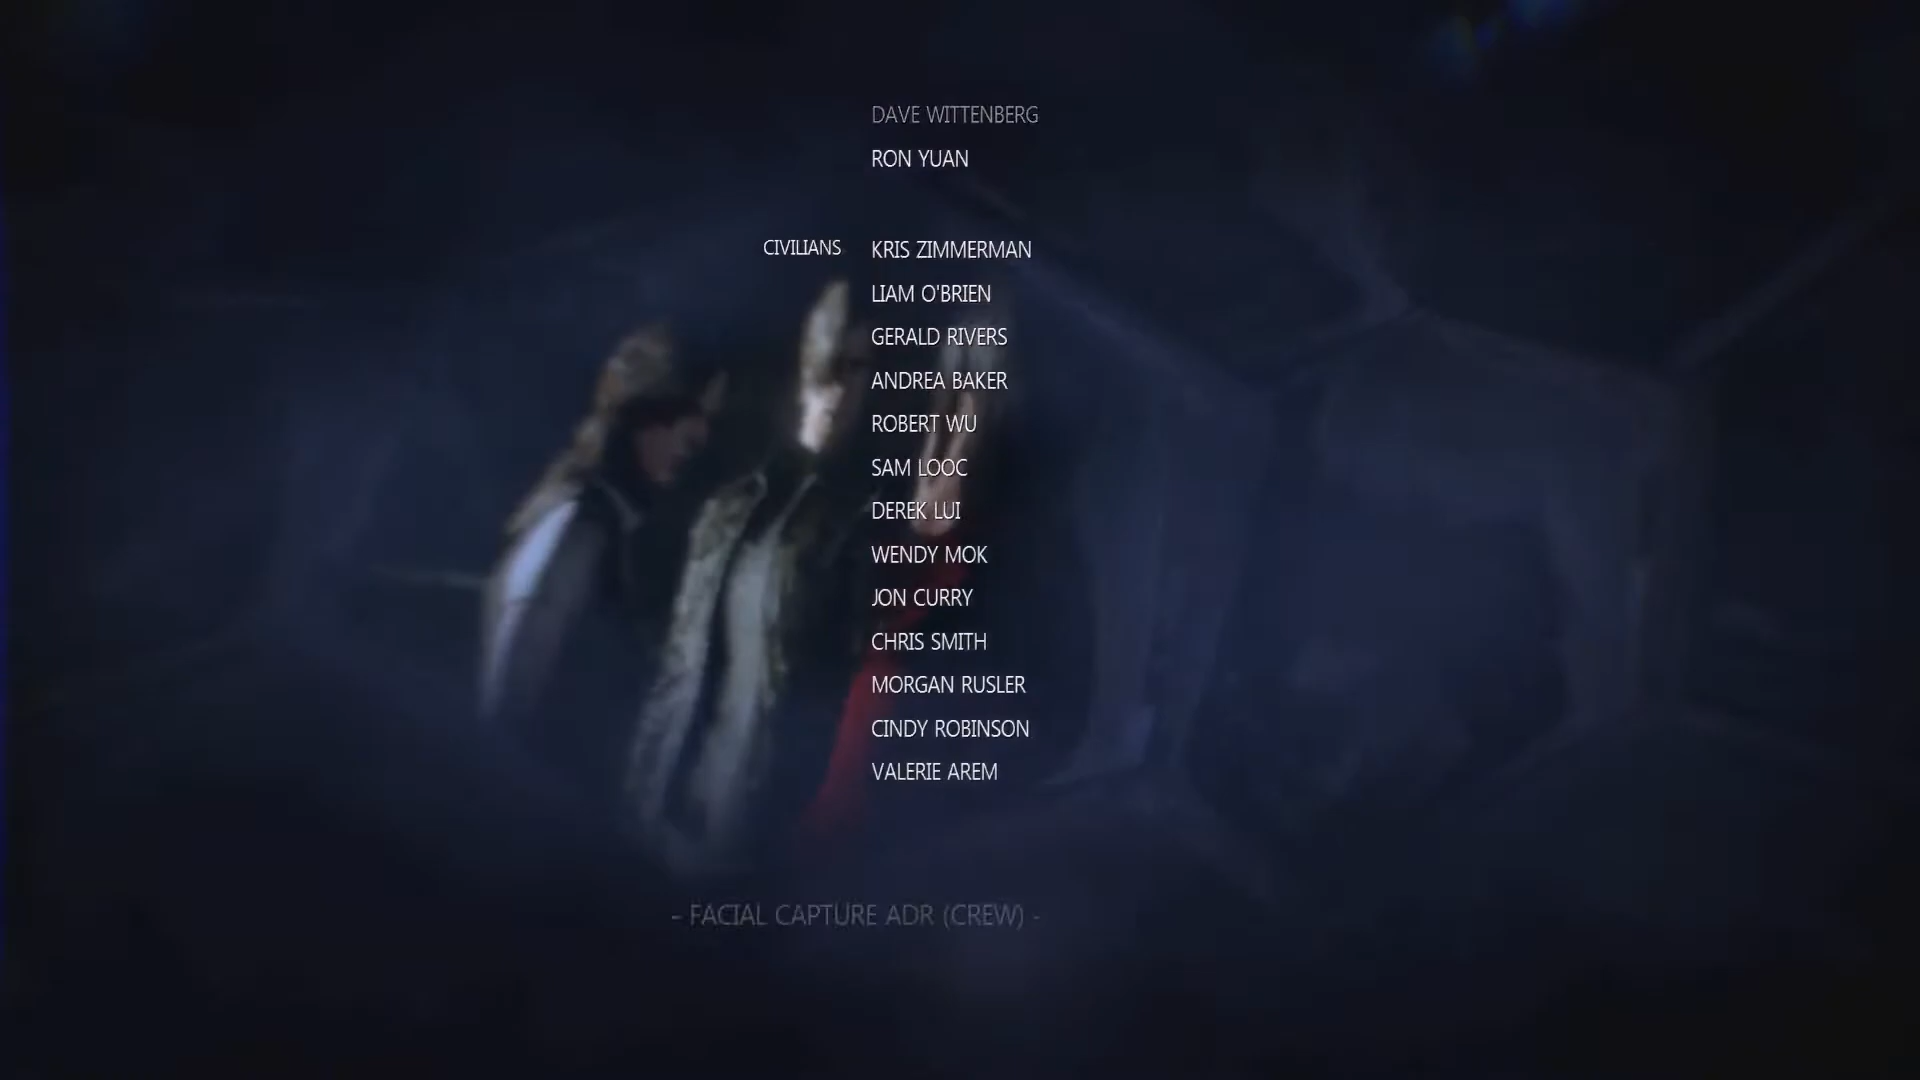 DAVE WITTENBERG
RON YUAN
CIVILIANS KRIS ZIMMERMAN
LIAM O'BRIEN
GERALD RIVERS
ANDREA BAKER
ROBERT WU
SAM LOOC
DEREK LUI
WENDY MOK
JON CURRY
CHRIS SMITH
MORGAN RUSLER
CINDY ROBINSON
VALERIE AREM
- FACIAL CAPTURE ADR (CREW) -